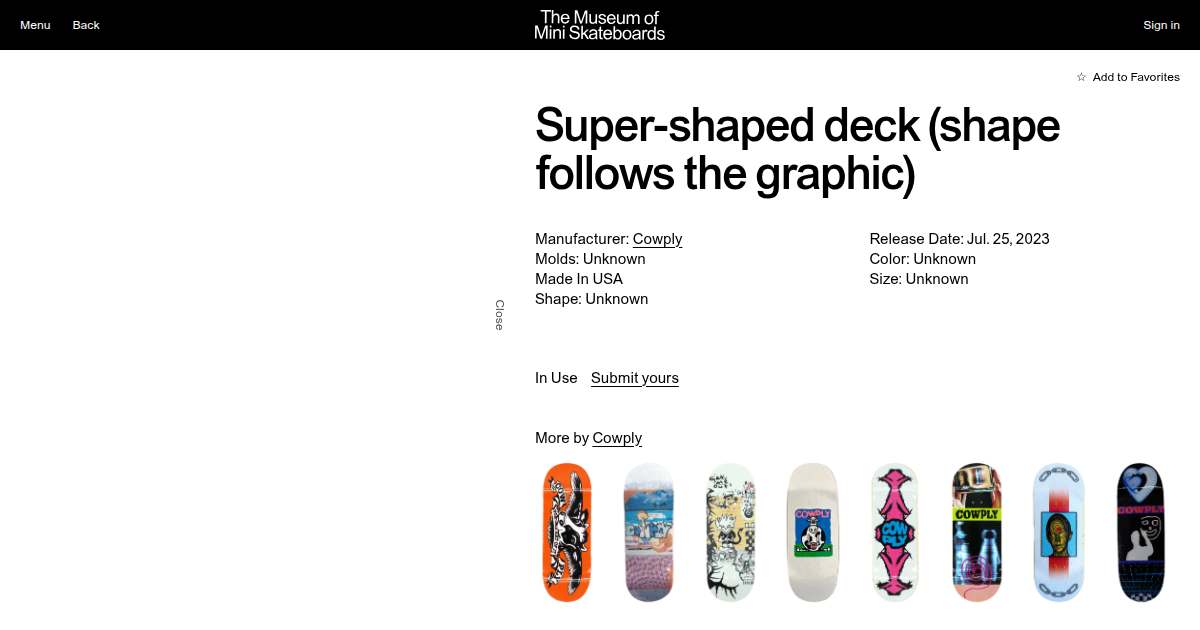 Menu
Back
The Museum of
Mini Skateboards
Sign in
☆ Add to Favorites
Super-shaped deck (shape
follows the graphic)
Manufacturer: Cowply
Molds: Unknown
Made In USA
Shape: Unknown
Release Date: Jul. 25, 2023
Color: Unknown
Size: Unknown
Close
In Use
Submit yours
More by Cowply
COWPLY
COW
PLY
COWPLY
COWPLY